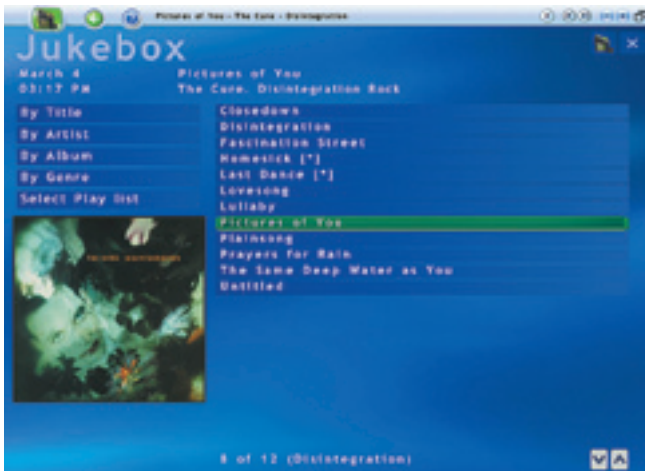 Pictures of You - The Cure - Disintegration
Jukebox
March 4
03:17 PM
Pictures of You
The Cure. Disintegration Rock
By Title
By Artist
By Album
By Genre
Select Play list
Closedown
Disintegration
Fascination Street
Homesick [*]
Last Dance [*]
Lovesong
Lullaby
Pictures of You
Plainsong
Prayers for Rain
The Same Deep Water as You
Untitled
8 of 12 (Disintegration)